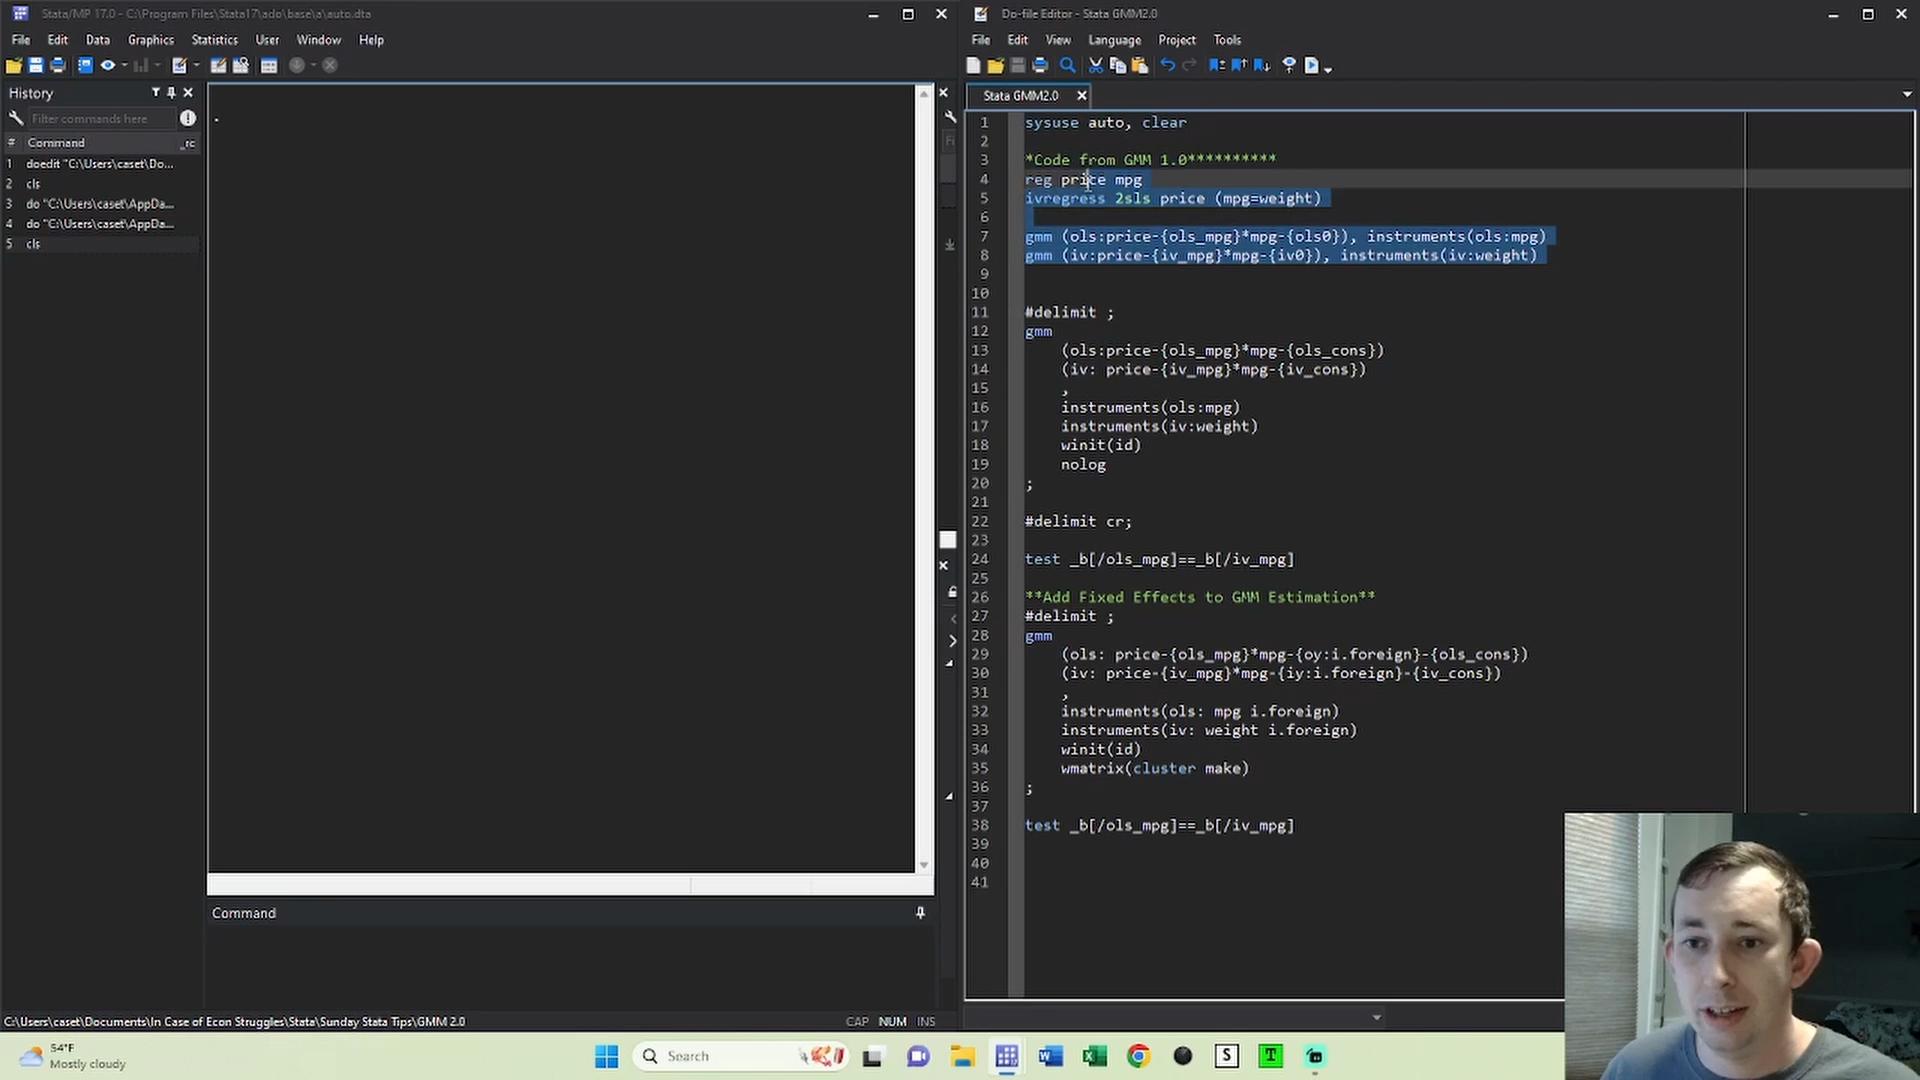 Stata/MP 17.0 - C:\Program Files\Stata17\ado\base\a\auto.dta
File Edit Data Graphics Statistics User Window Help
History
Filter commands here
# Command _rc
1 doedit "C:\Users\caset\Do...
2 cls
3 do "C:\Users\caset\AppDa...
4 do "C:\Users\caset\AppDa...
5 cls
.
Command
C:\Users\caset\Documents\In Case of Econ Struggles\Stata\Sunday Stata Tips\GMM 2.0
CAP NUM INS
Do-file Editor - Stata GMM2.0
File Edit View Language Project Tools
Stata GMM2.0
1 sysuse auto, clear
2
3 *Code from GMM 1.0**********
4 reg price mpg
5 ivregress 2sls price (mpg=weight)
6
7 gmm (ols:price-{ols_mpg}*mpg-{ols0}), instruments(ols:mpg)
8 gmm (iv:price-{iv_mpg}*mpg-{iv0}), instruments(iv:weight)
9
10
11 #delimit ;
12 gmm
13 (ols:price-{ols_mpg}*mpg-{ols_cons})
14 (iv: price-{iv_mpg}*mpg-{iv_cons})
15 ,
16 instruments(ols:mpg)
17 instruments(iv:weight)
18 winit(id)
19 nolog
20 ;
21
22 #delimit cr;
23
24 test _b[/ols_mpg]==_b[/iv_mpg]
25
26 **Add Fixed Effects to GMM Estimation**
27 #delimit ;
28 gmm
29 (ols: price-{ols_mpg}*mpg-{oy:i.foreign}-{ols_cons})
30 (iv: price-{iv_mpg}*mpg-{iy:i.foreign}-{iv_cons})
31 ,
32 instruments(ols: mpg i.foreign)
33 instruments(iv: weight i.foreign)
34 winit(id)
35 wmatrix(cluster make)
36 ;
37
38 test _b[/ols_mpg]==_b[/iv_mpg]
39
40
41
54°F
Mostly cloudy
Search
S
T